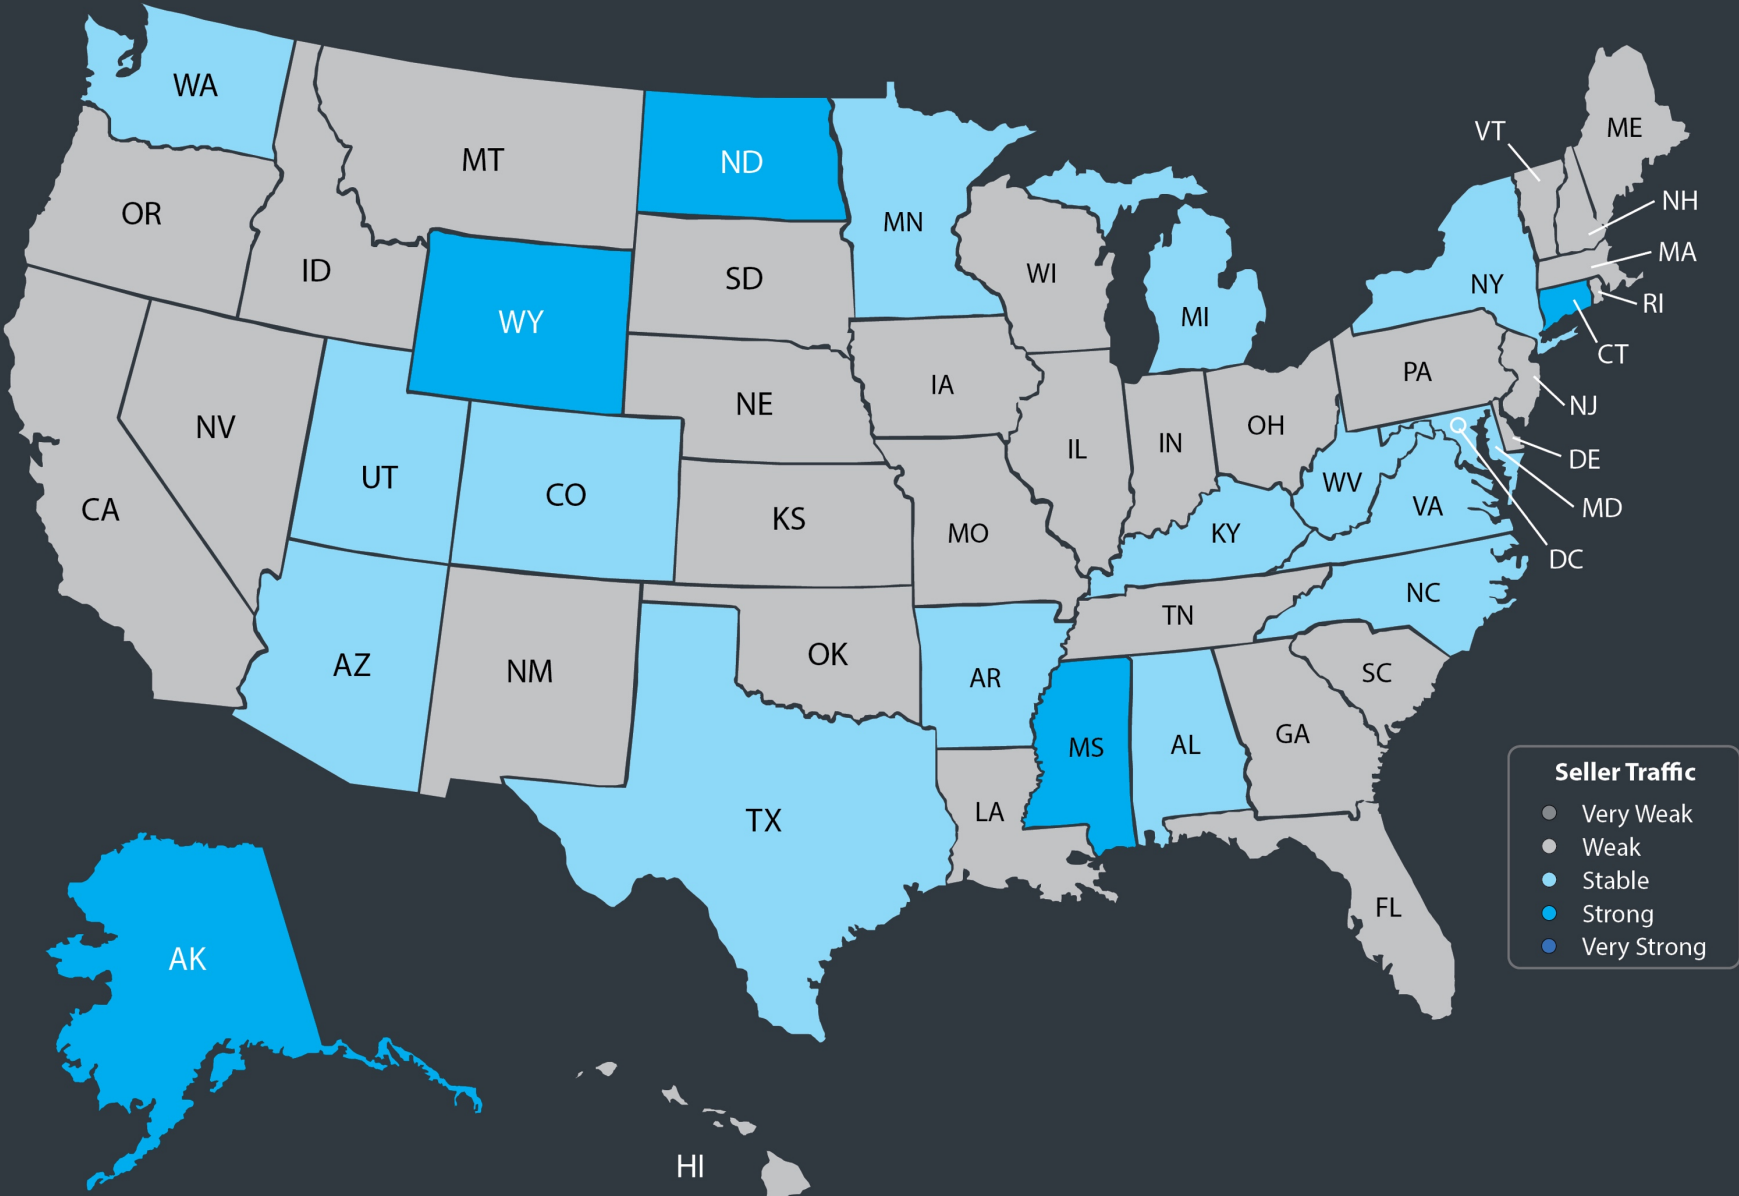 WA
ME
VT
MT
ND
NH
OR
MN
MA
ID
WI
SD
NY
RI
MI
WY
CT
PA
IA
NE
NJ
NV
OH
IN
IL
DE
UT
WV
CO
VA
MD
CA
KS
MO
KY
DC
NC
TN
OK
AZ
NM
AR
SC
GA
MS
AL
LA
TX
FL
AK
HI
Seller Traffic
Very Weak
Weak
Stable
Strong
Very Strong